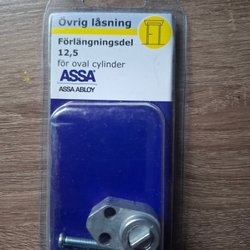 Övrig låsning
Förlängningsdel
12,5
för oval cylinder
ASSA
ASSA ABLOY